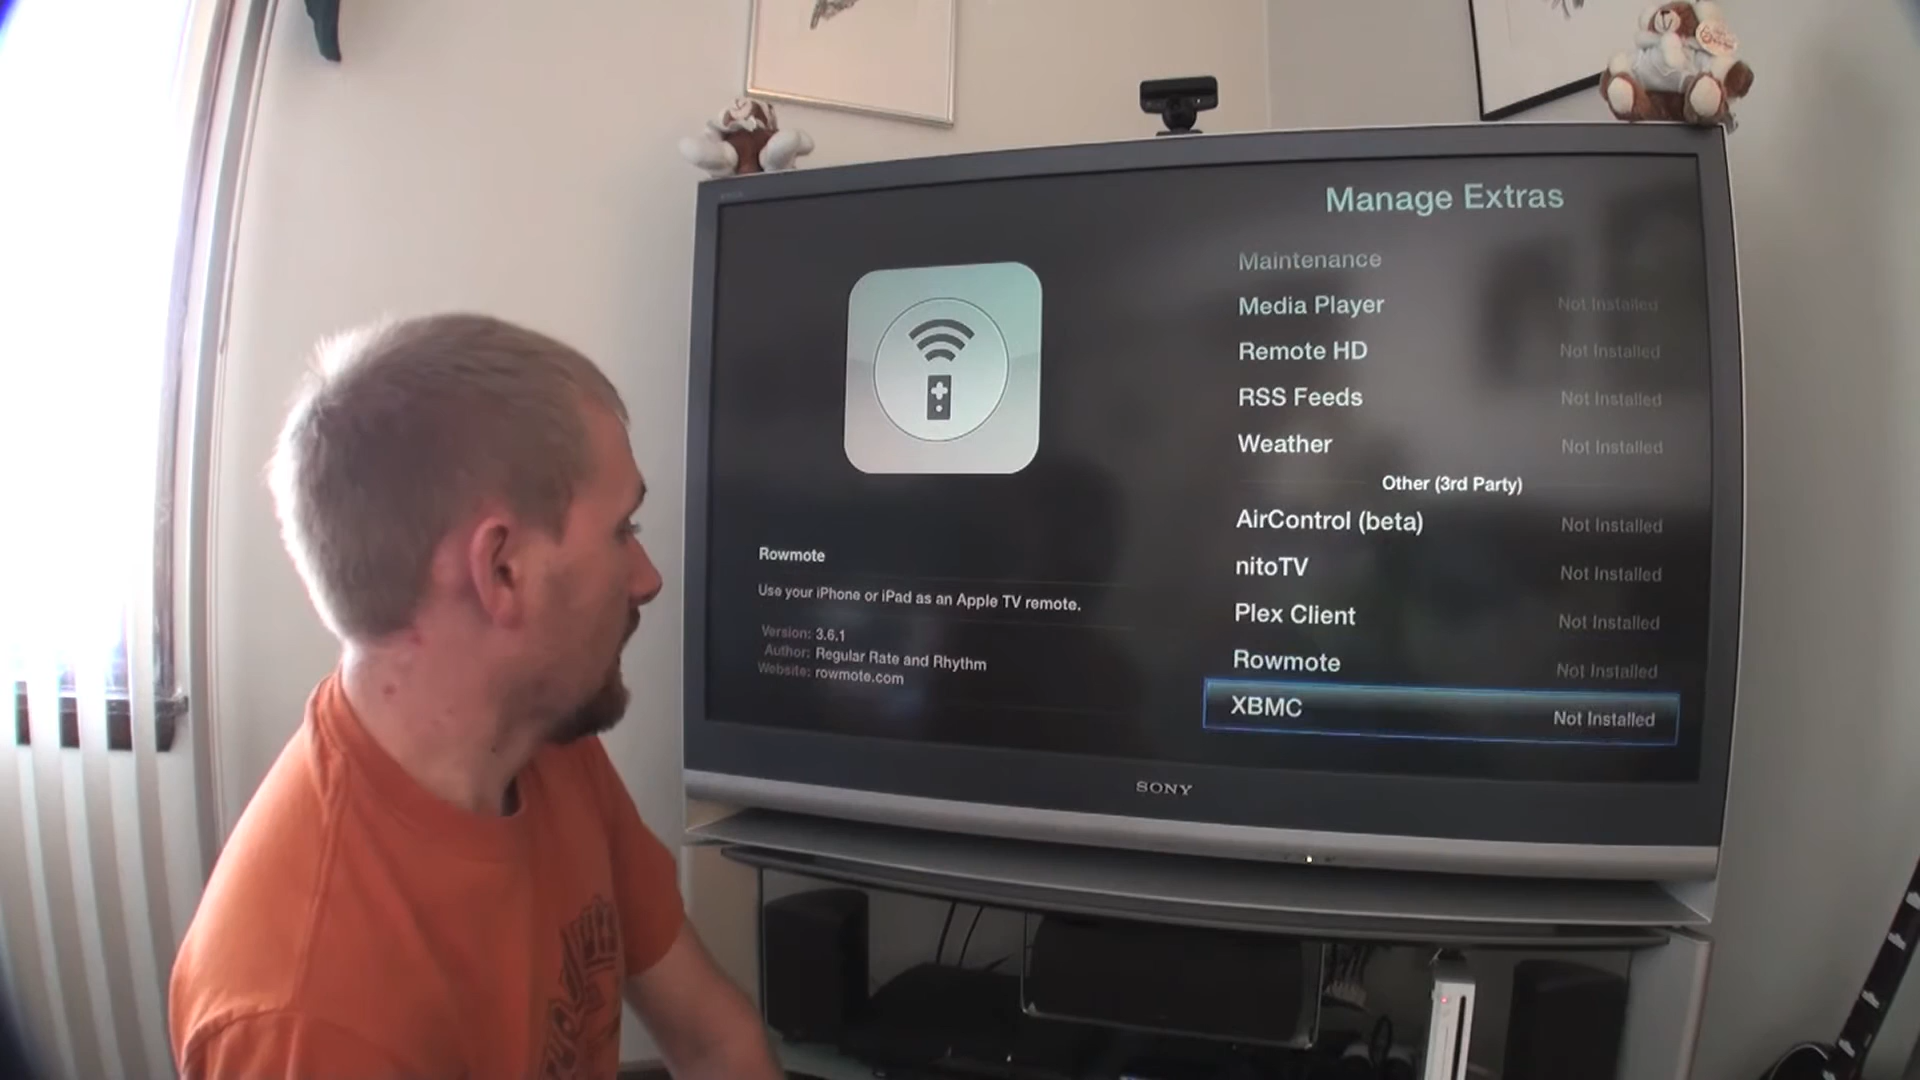 Manage Extras
Maintenance
Media Player Not Installed
Remote HD Not Installed
RSS Feeds Not Installed
Weather Not Installed
Other (3rd Party)
AirControl (beta) Not Installed
nitoTV Not Installed
Plex Client Not Installed
Rowmote Not Installed
XBMC Not Installed
Rowmote
Use your iPhone or iPad as an Apple TV remote.
Version: 3.6.1
Author: Regular Rate and Rhythm
Website: rowmote.com
SONY